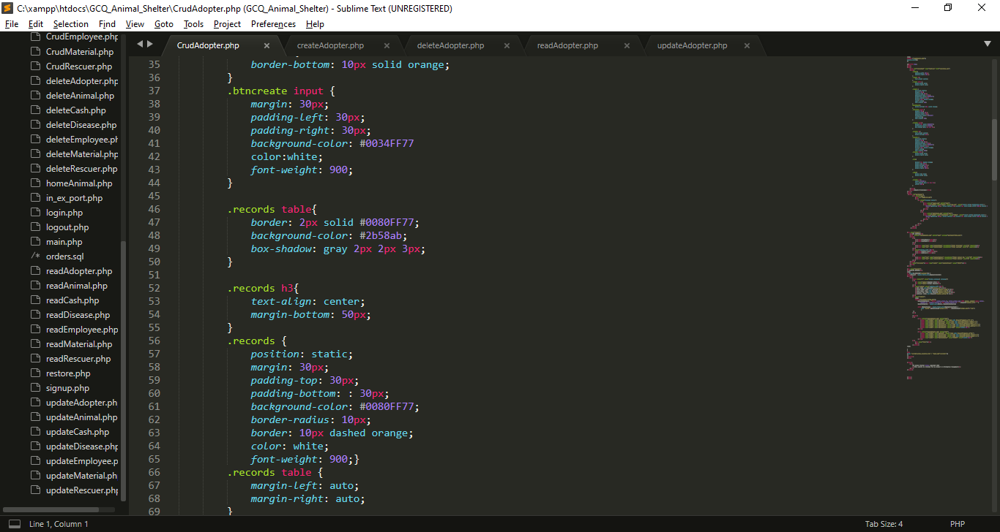 C:\xampp\htdocs\GCQ_Animal_Shelter\CrudAdopter.php (GCQ_Animal_Shelter) - Sublime Text (UNREGISTERED)
File Edit Selection Find View Goto Tools Project Preferences Help
CrudEmployee.php
CrudMaterial.php
CrudRescuer.php
deleteAdopter.php
deleteAnimal.php
deleteCash.php
deleteDisease.php
deleteEmployee.ph
deleteMaterial.php
deleteRescuer.php
homeAnimal.php
in_ex_port.php
login.php
logout.php
main.php
/* orders.sql
readAdopter.php
readAnimal.php
readCash.php
readDisease.php
readEmployee.php
readMaterial.php
readRescuer.php
restore.php
signup.php
updateAdopter.ph
updateAnimal.php
updateCash.php
updateDisease.php
updateEmployee.p
updateMaterial.ph
updateRescuer.php
CrudAdopter.php × createAdopter.php × deleteAdopter.php × readAdopter.php × updateAdopter.php ×
35 border-bottom: 10px solid orange;
36 }
37 .btncreate input {
38 margin: 30px;
39 padding-left: 30px;
40 padding-right: 30px;
41 background-color: #0034FF77
42 color:white;
43 font-weight: 900;
44 }
45
46 .records table{
47 border: 2px solid #0080FF77;
48 background-color: #2b58ab;
49 box-shadow: gray 2px 2px 3px;
50 }
51
52 .records h3{
53 text-align: center;
54 margin-bottom: 50px;
55 }
56 .records {
57 position: static;
58 margin: 30px;
59 padding-top: 30px;
60 padding-bottom: : 30px;
61 background-color: #0080FF77;
62 border-radius: 10px;
63 border: 10px dashed orange;
64 color: white;
65 font-weight: 900;}
66 .records table {
67 margin-left: auto;
68 margin-right: auto;
69 }
Line 1, Column 1 Tab Size: 4 PHP